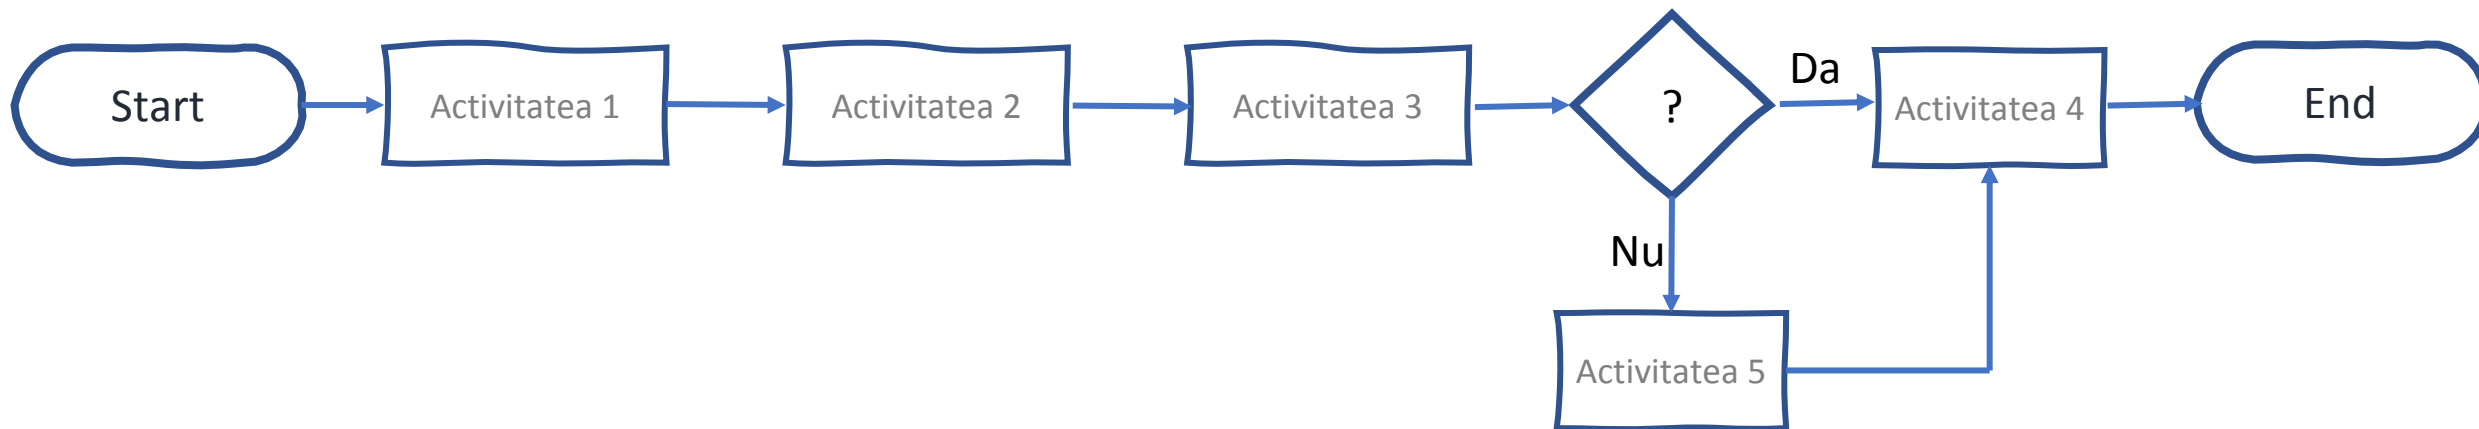 Start
Activitatea 1
Activitatea 2
Activitatea 3
?
Da
Activitatea 4
End
Nu
Activitatea 5